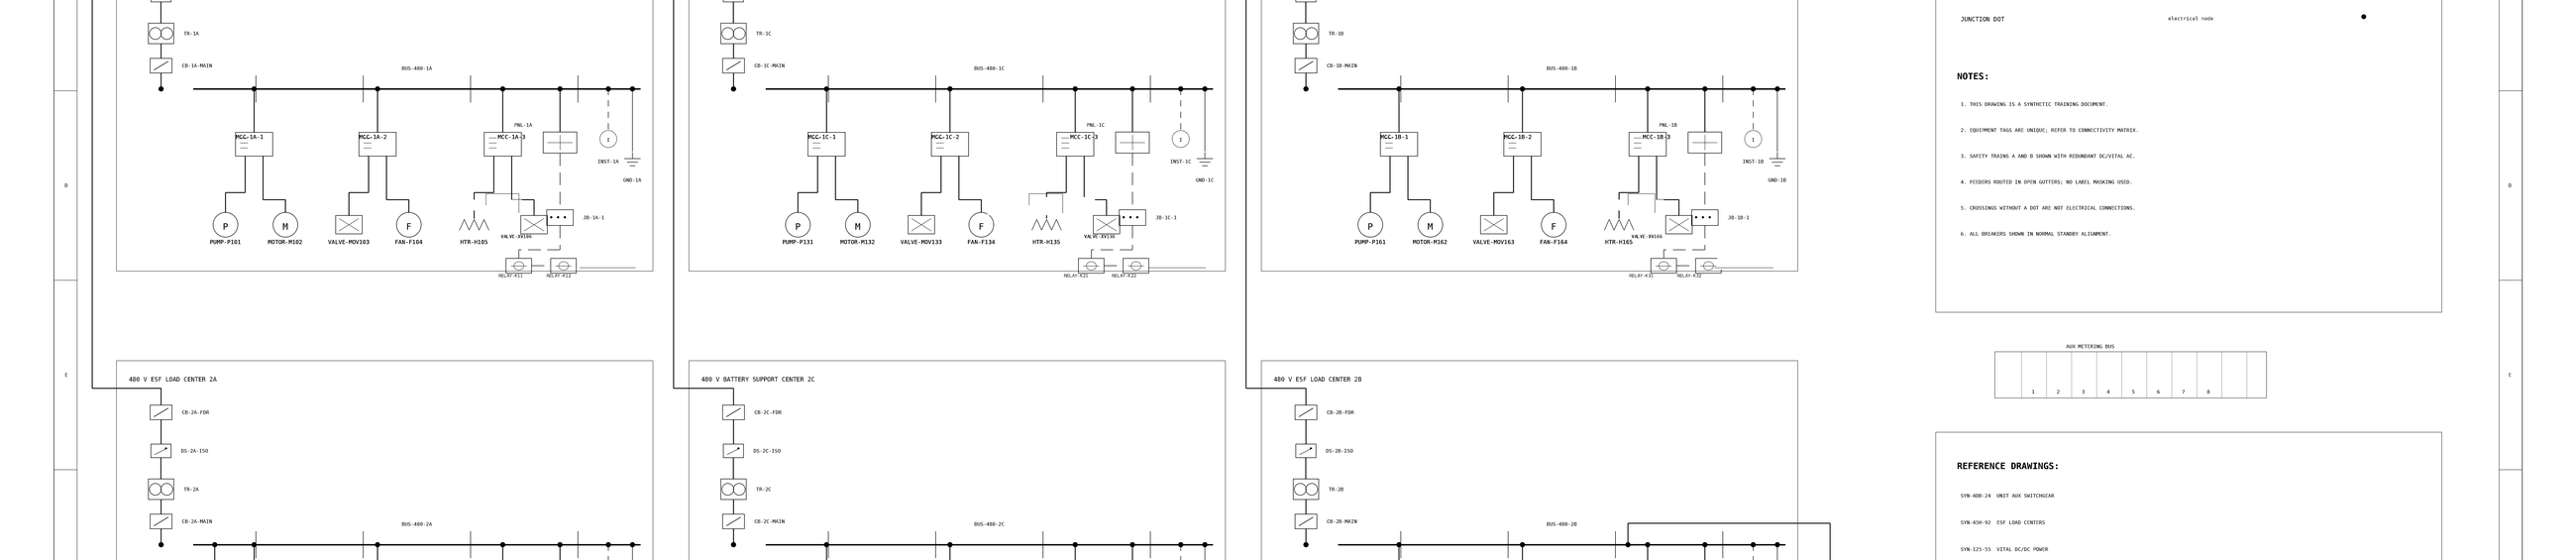 TR-1A
CB-1A-MAIN
BUS-480-1A
PNL-1A
MCC-1A-1
MCC-1A-2
MCC-1A-3
I
INST-1A
GND-1A
P
M
F
JB-1A-1
PUMP-P101
MOTOR-M102
VALVE-MOV103
FAN-F104
HTR-H105
VALVE-XV106
RELAY-K11
RELAY-K12
TR-1C
CB-1C-MAIN
BUS-480-1C
PNL-1C
MCC-1C-1
MCC-1C-2
MCC-1C-3
I
INST-1C
GND-1C
P
M
F
JB-1C-1
PUMP-P131
MOTOR-M132
VALVE-MOV133
FAN-F134
HTR-H135
VALVE-XV136
RELAY-K21
RELAY-K22
TR-1B
CB-1B-MAIN
BUS-480-1B
PNL-1B
MCC-1B-1
MCC-1B-2
MCC-1B-3
I
INST-1B
GND-1B
P
M
F
JB-1B-1
PUMP-P161
MOTOR-M162
VALVE-MOV163
FAN-F164
HTR-H165
VALVE-XV166
RELAY-K31
RELAY-K32
JUNCTION DOT electrical node
NOTES:
1. THIS DRAWING IS A SYNTHETIC TRAINING DOCUMENT.
2. EQUIPMENT TAGS ARE UNIQUE; REFER TO CONNECTIVITY MATRIX.
3. SAFETY TRAINS A AND B SHOWN WITH REDUNDANT DC/VITAL AC.
4. FEEDERS ROUTED IN OPEN GUTTERS; NO LABEL MASKING USED.
5. CROSSINGS WITHOUT A DOT ARE NOT ELECTRICAL CONNECTIONS.
6. ALL BREAKERS SHOWN IN NORMAL STANDBY ALIGNMENT.
D
D
E
E
480 V ESF LOAD CENTER 2A
CB-2A-FDR
DS-2A-ISO
TR-2A
CB-2A-MAIN
BUS-480-2A
480 V BATTERY SUPPORT CENTER 2C
CB-2C-FDR
DS-2C-ISO
TR-2C
CB-2C-MAIN
BUS-480-2C
480 V ESF LOAD CENTER 2B
CB-2B-FDR
DS-2B-ISO
TR-2B
CB-2B-MAIN
BUS-480-2B
AUX METERING BUS
1 2 3 4 5 6 7 8
REFERENCE DRAWINGS:
SYN-4DB-24 UNIT AUX SWITCHGEAR
SYN-45H-92 ESF LOAD CENTERS
SYN-125-55 VITAL DC/DC POWER